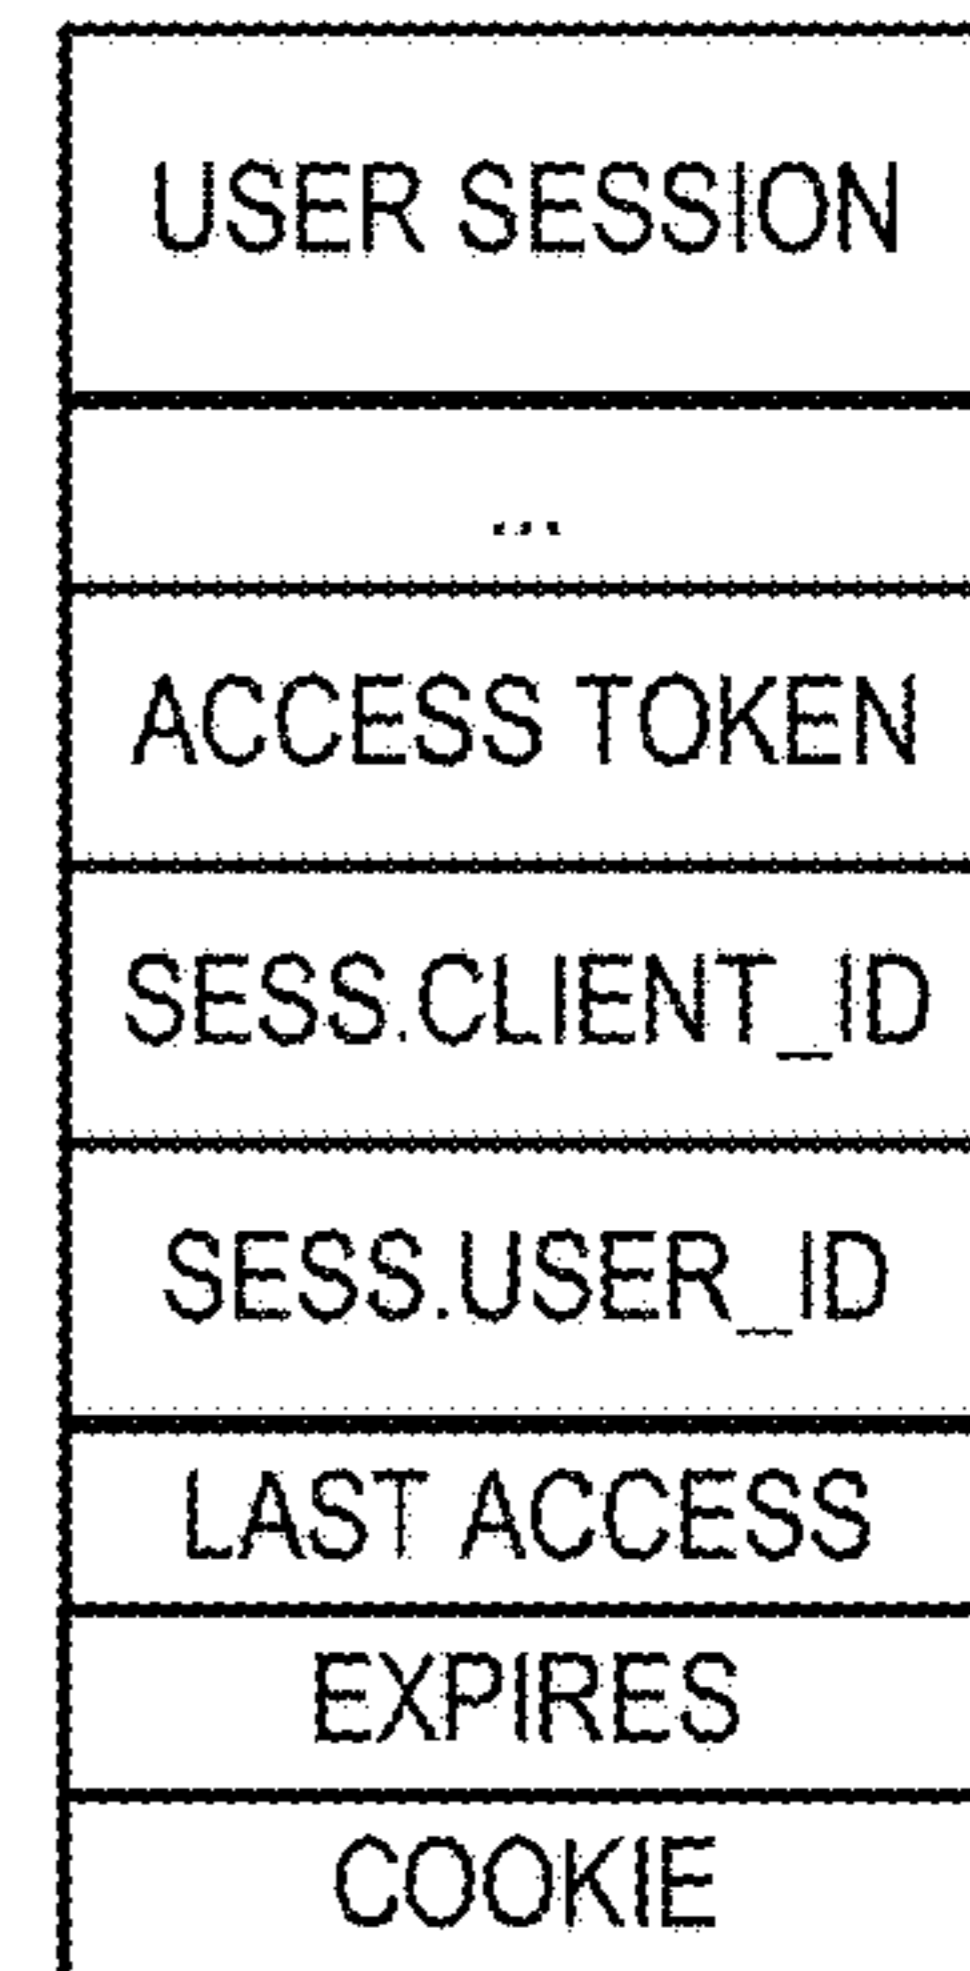 USER SESSION
...
ACCESS TOKEN
SESS.CLIENT_ID
SESS.USER_ID
LAST ACCESS
EXPIRES
COOKIE